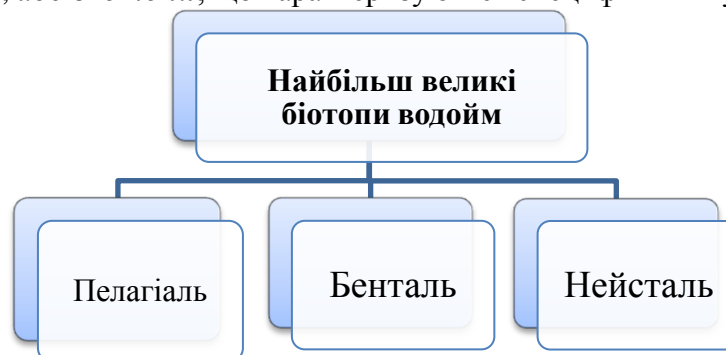 Найбільш великі
біотопи водойм
Пелагіаль
Бенталь
Нейсталь